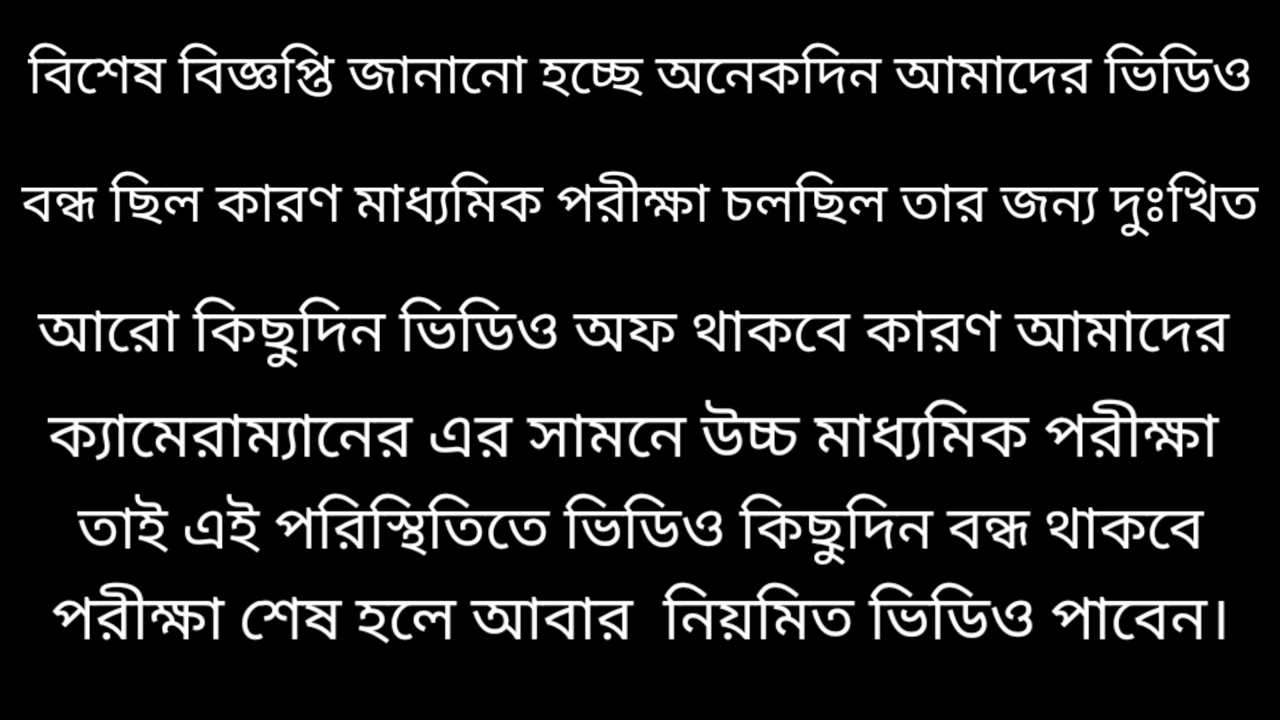 বিশেষ বিজ্ঞপ্তি জানানো হচ্ছে অনেকদিন আমাদের ভিডিও
বন্ধ ছিল কারণ মাধ্যমিক পরীক্ষা চলছিল তার জন্য দুঃখিত
আরো কিছুদিন ভিডিও অফ থাকবে কারণ আমাদের
ক্যামেরাম্যানের এর সামনে উচ্চ মাধ্যমিক পরীক্ষা
তাই এই পরিস্থিতিতে ভিডিও কিছুদিন বন্ধ থাকবে
পরীক্ষা শেষ হলে আবার নিয়মিত ভিডিও পাবেন।